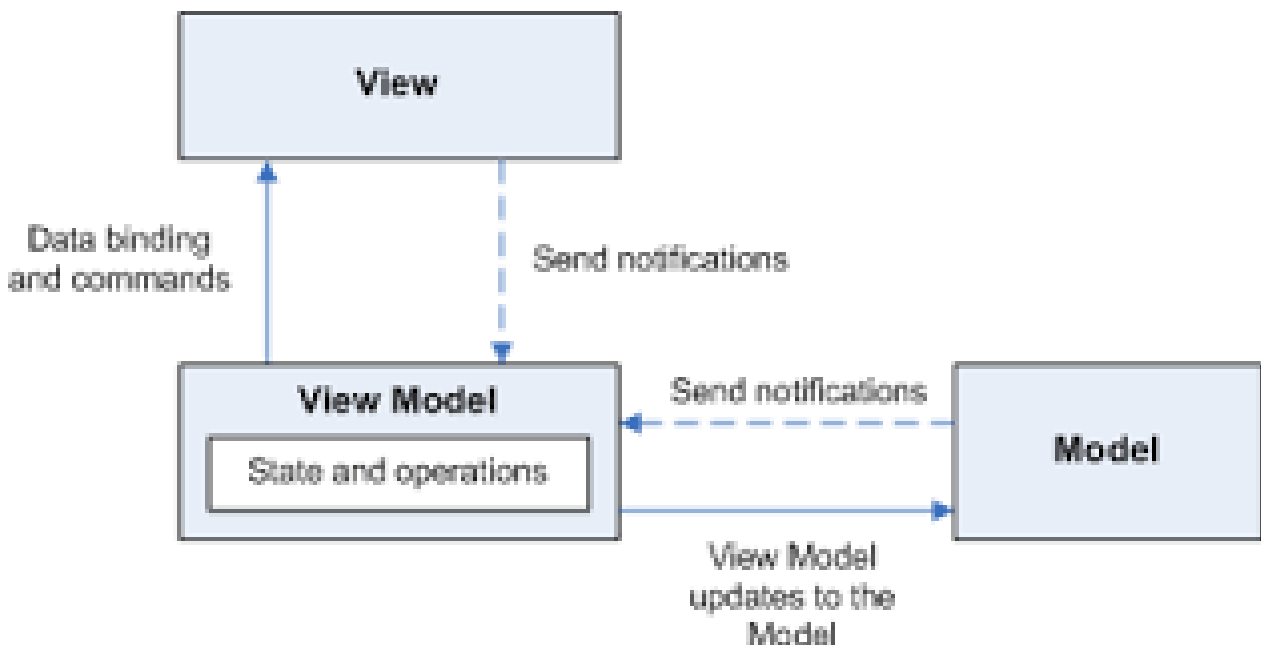 View
Data binding
and commands
Send notifications
View Model
State and operations
Send notifications
Model
View Model
updates to the
Model